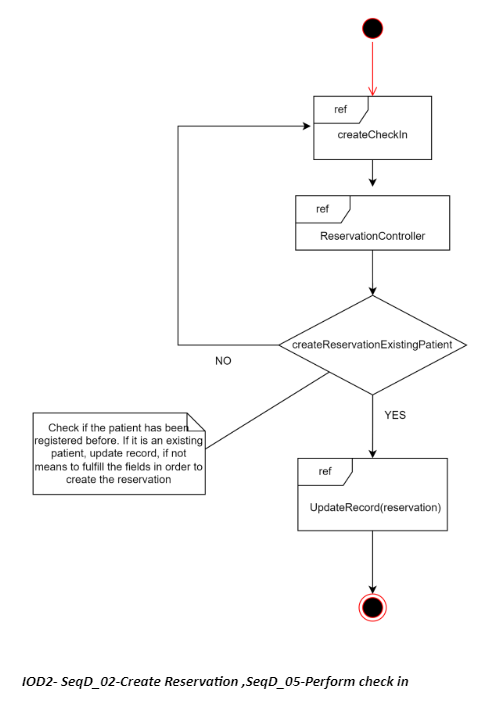 ref
createCheckIn
ref
ReservationController
createReservationExistingPatient
NO
YES
Check if the patient has been
registered before. If it is an existing
patient, update record, if not
means to fulfill the fields in order to
create the reservation
ref
UpdateRecord(reservation)
IOD2- SeqD_02-Create Reservation ,SeqD_05-Perform check in